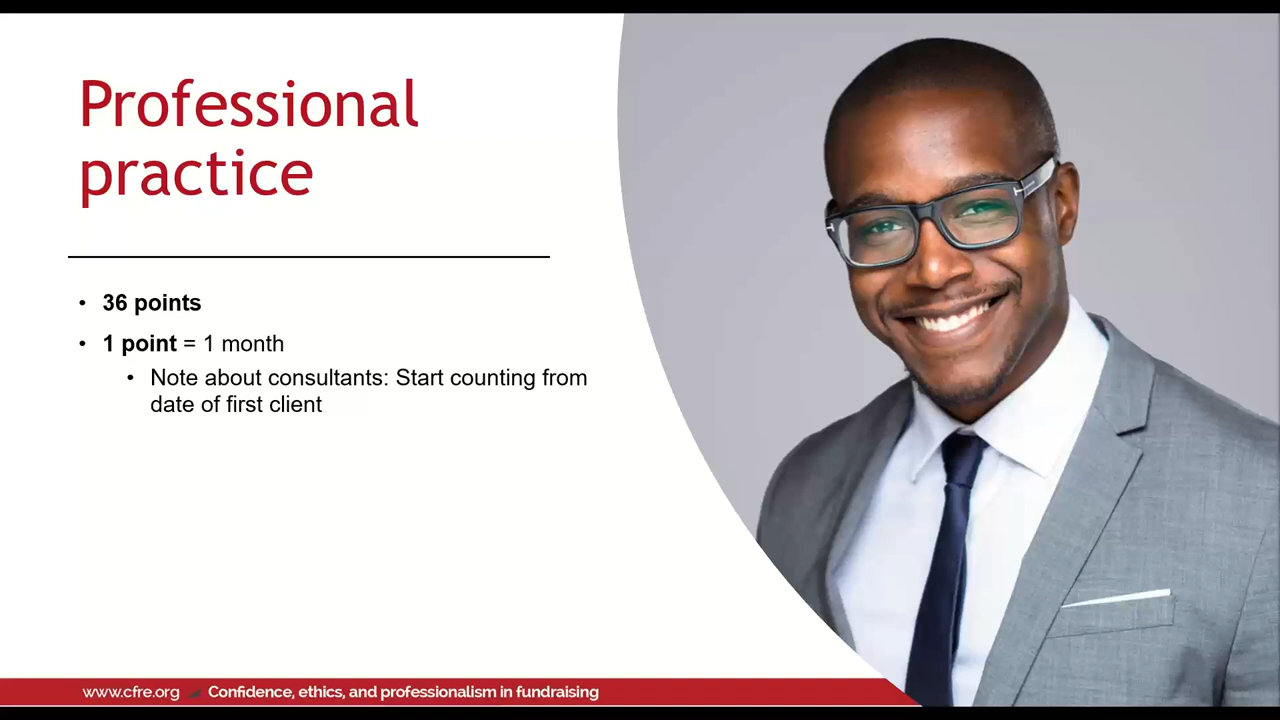 Professional
practice
• 36 points
• 1 point = 1 month
• Note about consultants: Start counting from
date of first client
www.cfre.org Confidence, ethics, and professionalism in fundraising